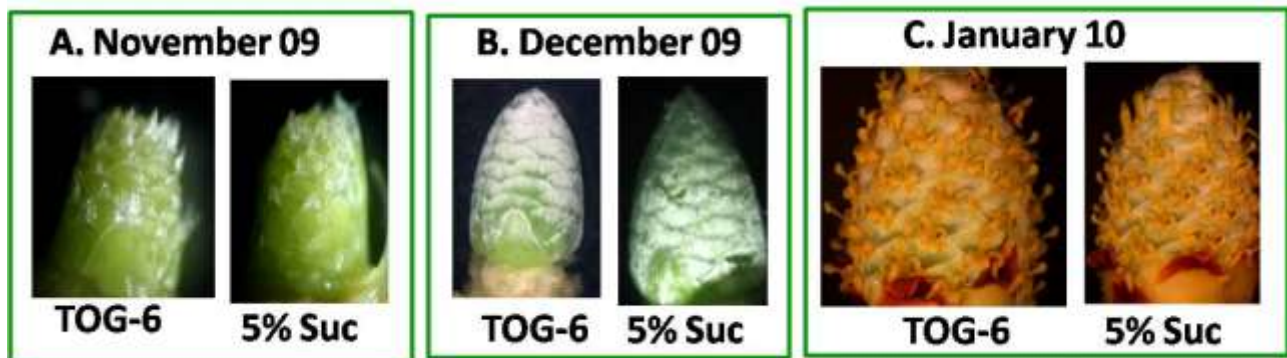 A. November 09
TOG-6
5% Suc
B. December 09
TOG-6
5% Suc
C. January 10
TOG-6
5% Suc